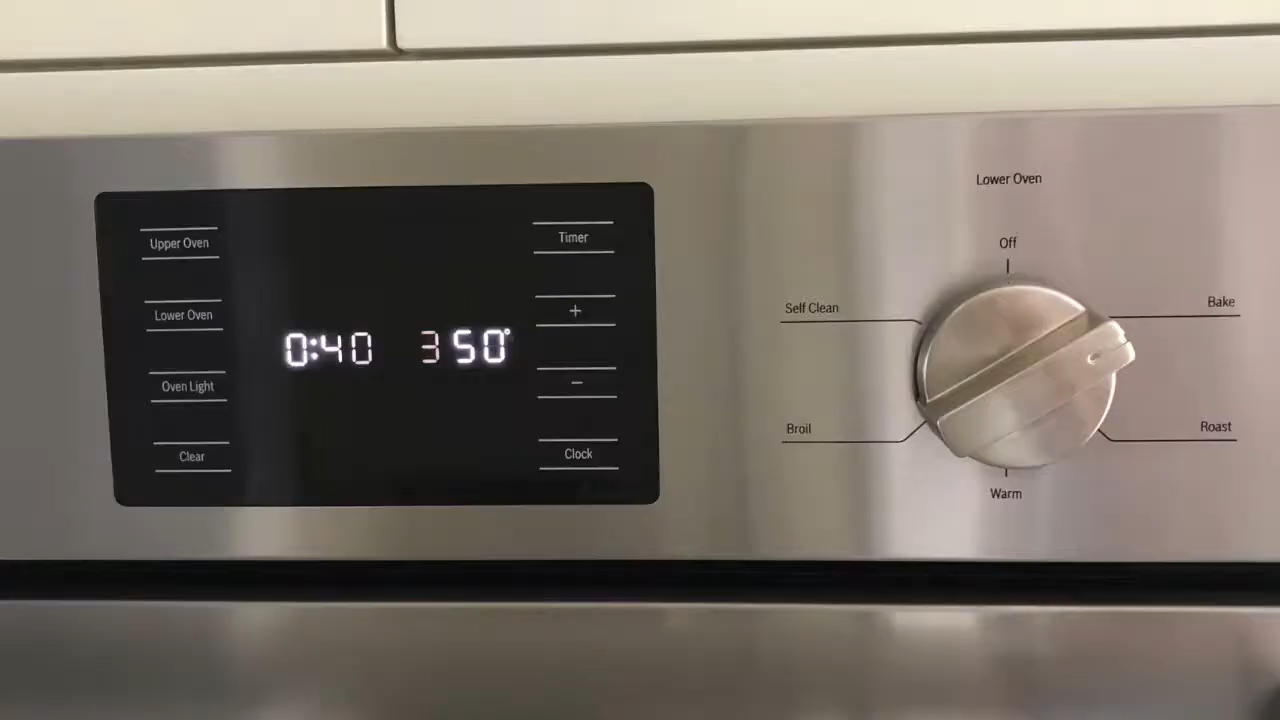 Upper Oven
Lower Oven
Oven Light
Clear
0:40 350°
Timer
+
−
Clock
Lower Oven
Off
Self Clean
Bake
Broil
Roast
Warm